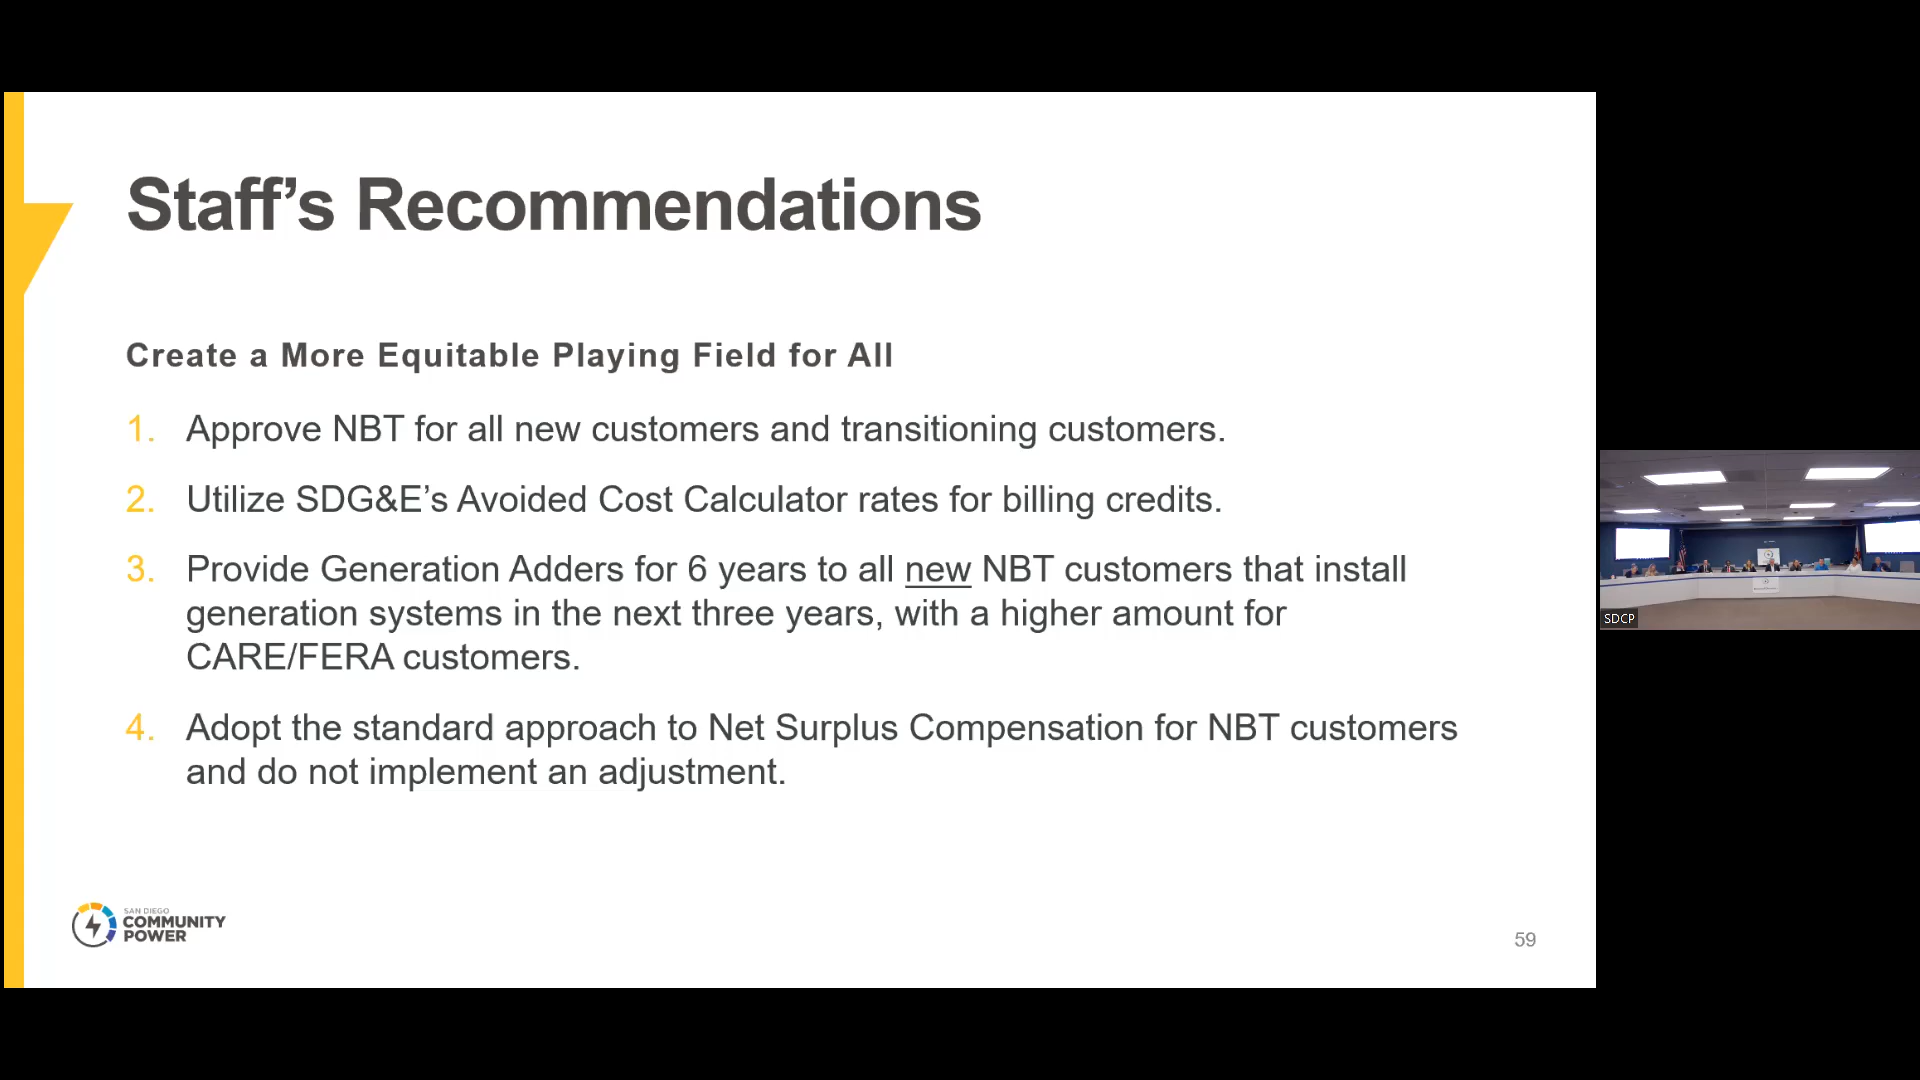 Staff’s Recommendations
Create a More Equitable Playing Field for All
1. Approve NBT for all new customers and transitioning customers.
2. Utilize SDG&E’s Avoided Cost Calculator rates for billing credits.
3. Provide Generation Adders for 6 years to all new NBT customers that install
generation systems in the next three years, with a higher amount for
CARE/FERA customers.
4. Adopt the standard approach to Net Surplus Compensation for NBT customers
and do not implement an adjustment.
SAN DIEGO
COMMUNITY
POWER
59
SDCP